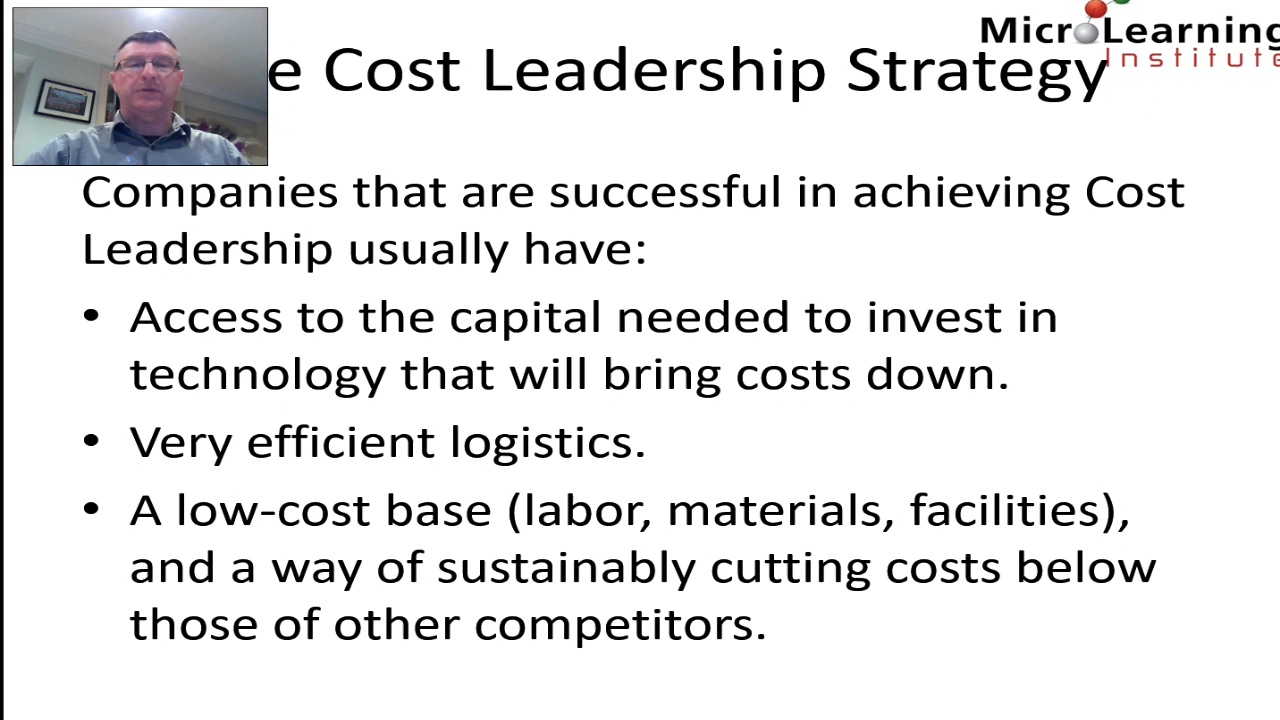 e Cost Leadership Strategy
MicroLearning
Institute
Companies that are successful in achieving Cost
Leadership usually have:
• Access to the capital needed to invest in
technology that will bring costs down.
• Very efficient logistics.
• A low-cost base (labor, materials, facilities),
and a way of sustainably cutting costs below
those of other competitors.